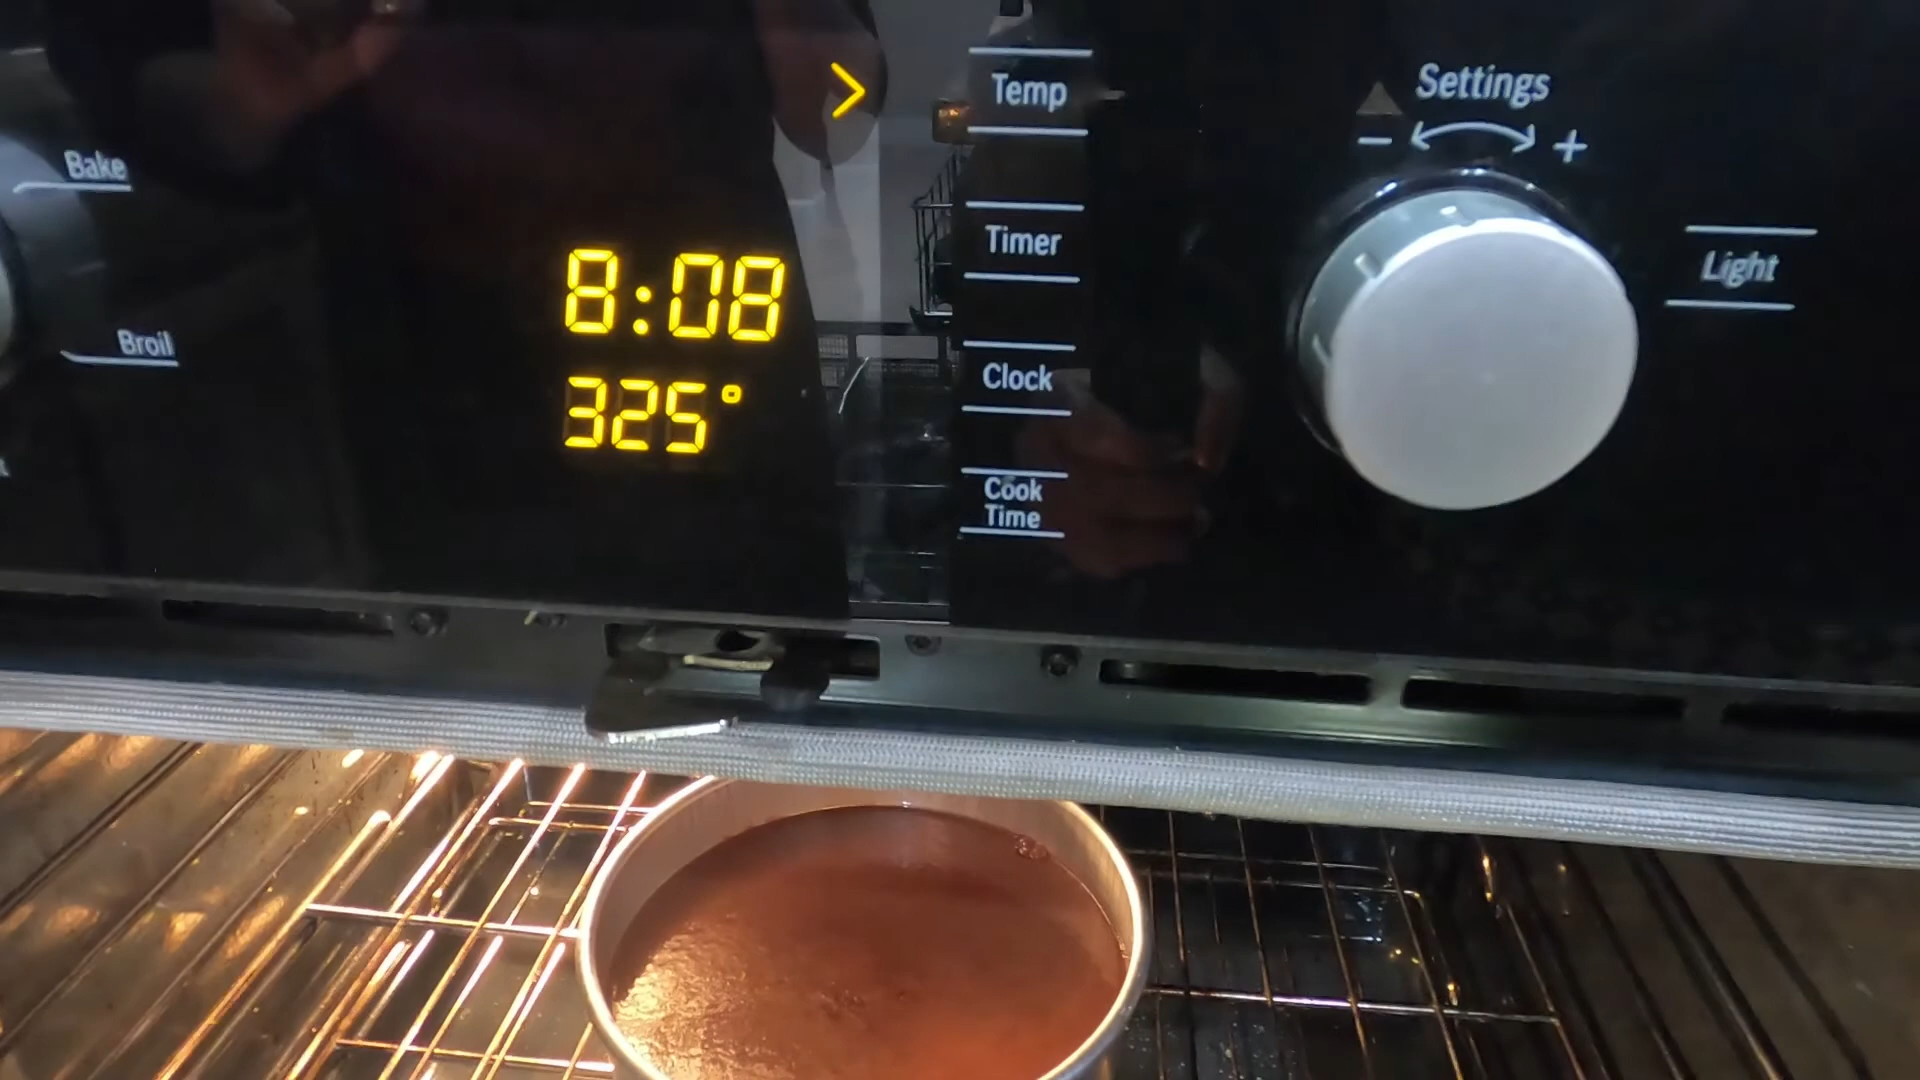 Bake
Broil
8:08
325°
>
Temp
Timer
Clock
Cook
Time
Settings
- +
Light